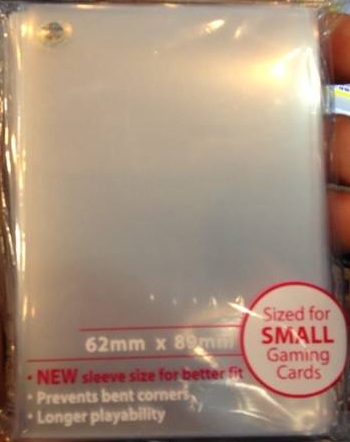 62mm x 89mm
Sized for
SMALL
Gaming
Cards
• NEW sleeve size for better fit
• Prevents bent corners
• Longer playability